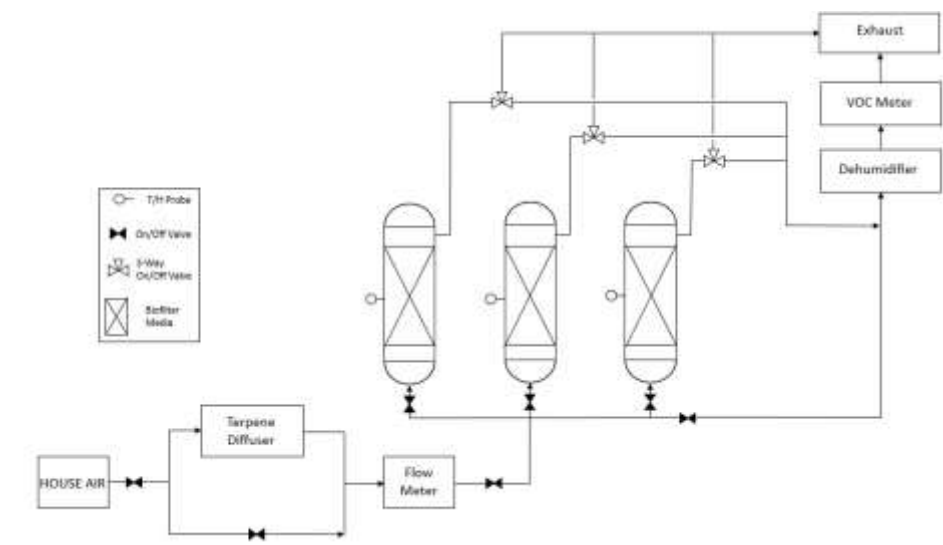 Exhaust
VOC Meter
Dehumidifier
T/H Probe
On/Off Valve
3-Way
On/Off Valve
Biofilter
Media
Terpene
Diffuser
HOUSE AIR
Flow
Meter